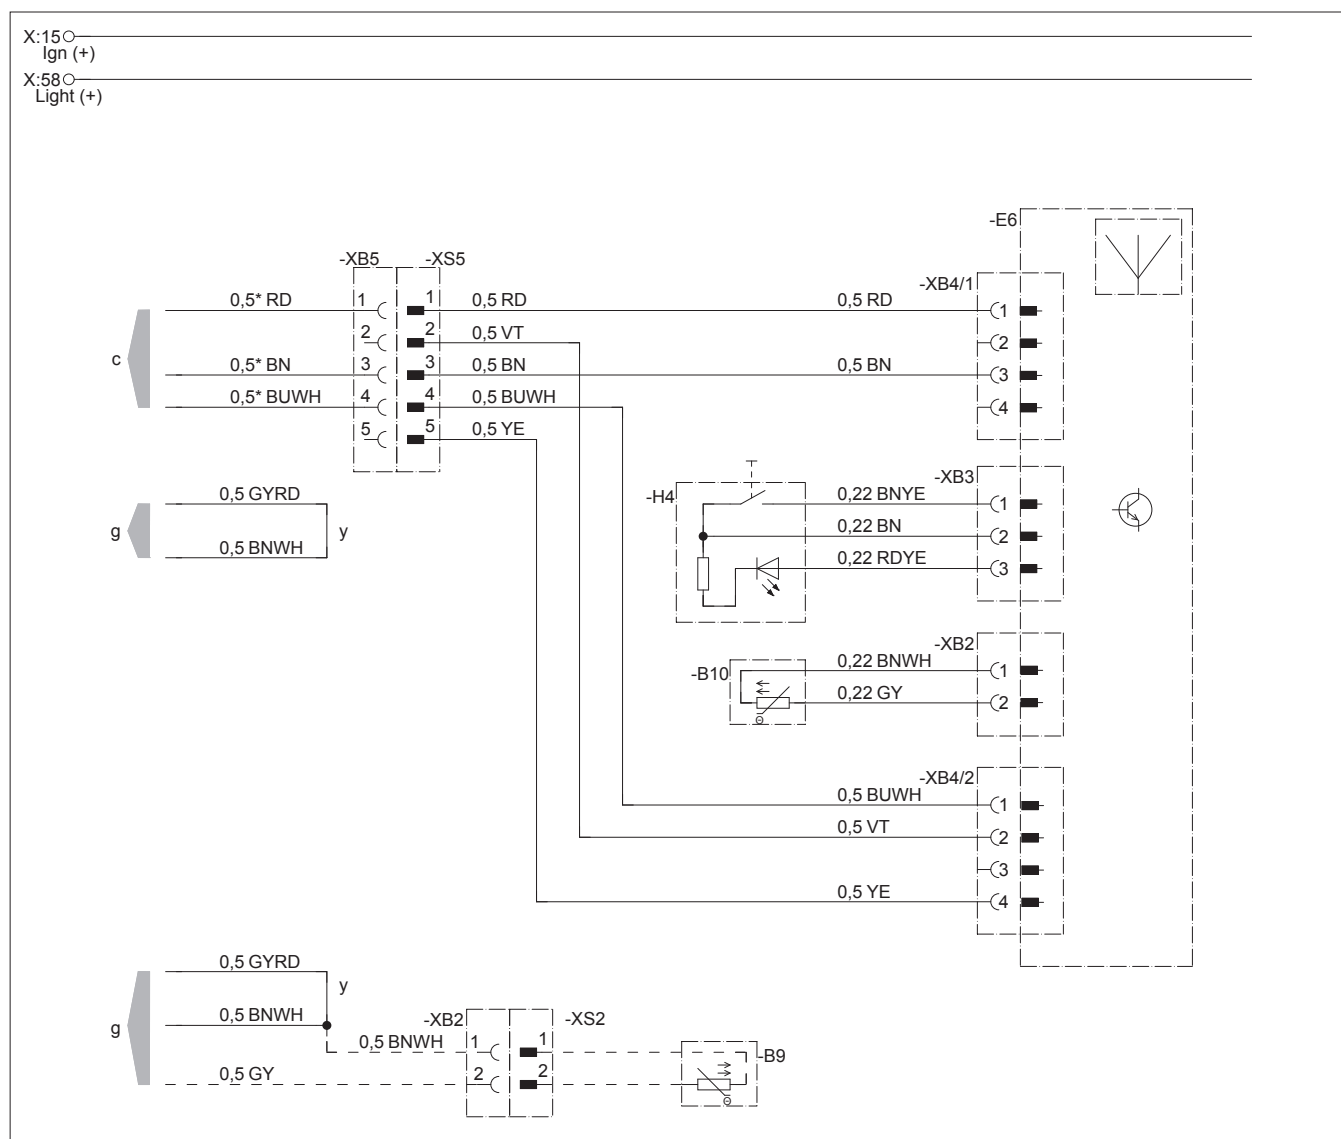 X:15
Ign (+)
X:58
Light (+)
-E6
-XB5 -XS5
-XB4/1
0,5* RD 1 1 0,5 RD 0,5 RD 1
2 2 0,5 VT 2
c
0,5* BN 3 3 0,5 BN 0,5 BN 3
0,5* BUWH 4 4 0,5 BUWH 4
5 5 0,5 YE
-XB3
0,5 GYRD -H4 0,22 BNYE 1
g y
0,22 BN 2
0,5 BNWH 0,22 RDYE 3
-XB2
-B10 0,22 BNWH 1
0,22 GY 2
Θ
-XB4/2
0,5 BUWH 1
0,5 VT 2
3
0,5 YE 4
0,5 GYRD
y
g 0,5 BNWH -XB2 -XS2
0,5 BNWH 1 1 -B9
0,5 GY 2 2
Θ